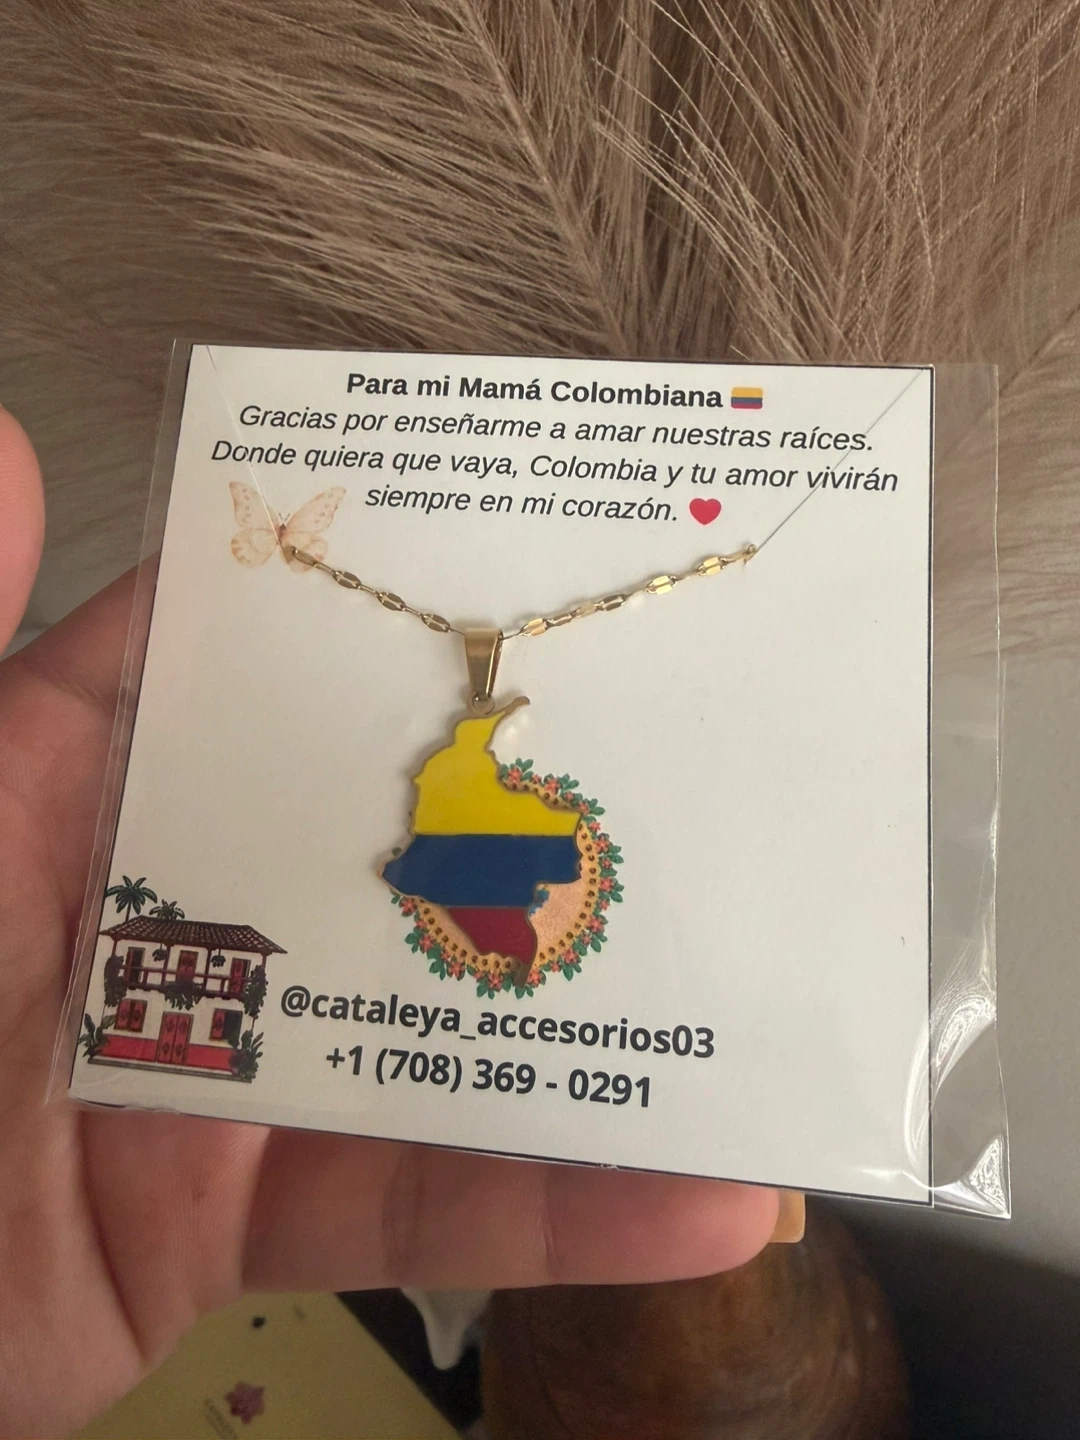 Para mi Mamá Colombiana 🇨🇴
Gracias por enseñarme a amar nuestras raíces.
Donde quiera que vaya, Colombia y tu amor vivirán
siempre en mi corazón. ❤️
@cataleya_accesorios03
+1 (708) 369 - 0291